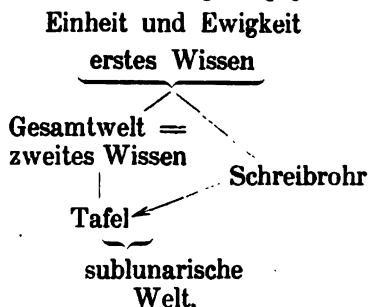 Einheit und Ewigkeit
erstes Wissen
Gesamtwelt =
zweites Wissen
Schreibrohr
Tafel
sublunarische
Welt.